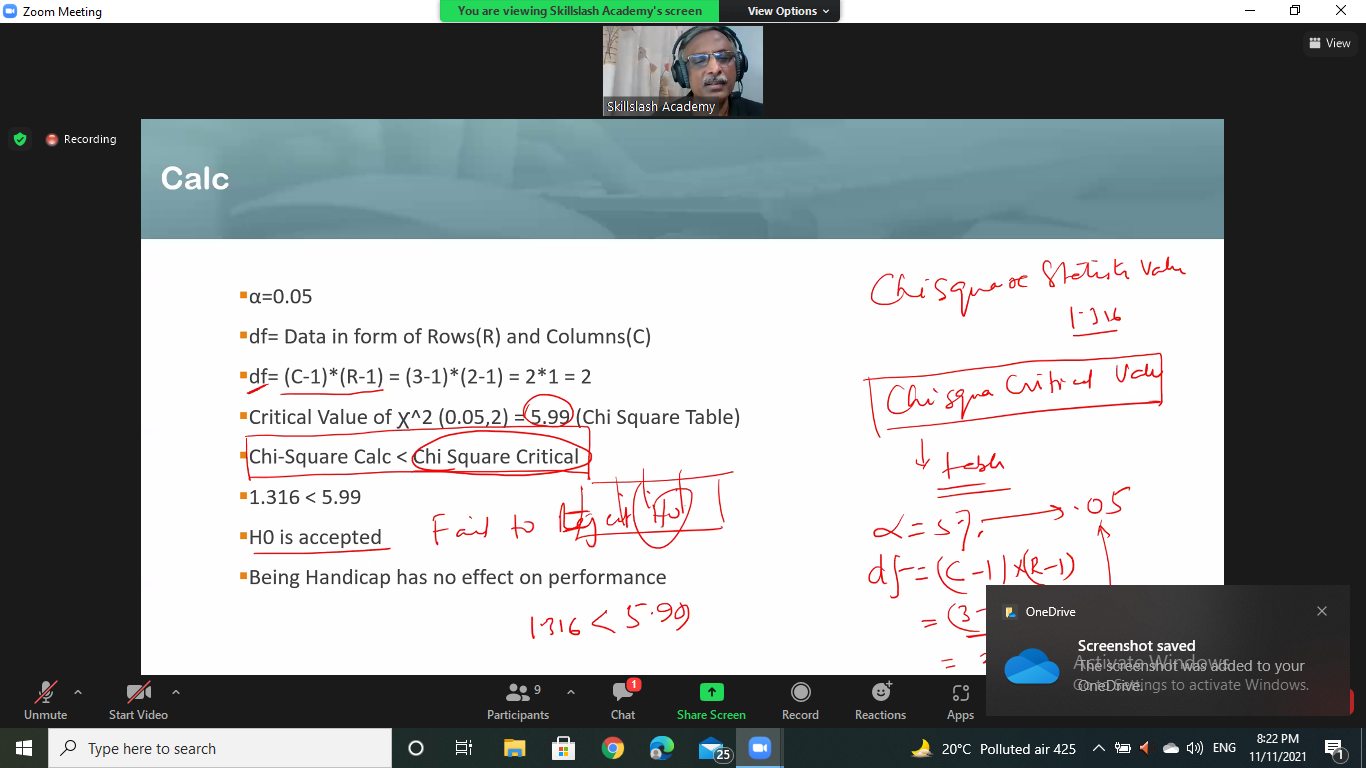 Zoom Meeting
You are viewing Skillslash Academy's screen
View Options
View
Skillslash Academy
Recording
Calc
α=0.05
df= Data in form of Rows(R) and Columns(C)
df= (C-1)*(R-1) = (3-1)*(2-1) = 2*1 = 2
Critical Value of χ^2 (0.05,2) = 5.99 (Chi Square Table)
Chi-Square Calc < Chi Square Critical
1.316 < 5.99
H0 is accepted
Fail to Reject H0
Being Handicap has no effect on performance
1.316 < 5.99
Chi Square Statistic Value
1.316
Chi squa Critical Value
table
α = 5% .05
df = (C-1) × (R-1)
= (3-
=
OneDrive
Screenshot saved
The screenshot was added to your
OneDrive.
Activate Windows
Go to Settings to activate Windows.
Unmute
Start Video
9
Participants
1
Chat
Share Screen
Record
Reactions
Apps
Type here to search
25
20°C Polluted air 425
ENG
8:22 PM
11/11/2021
1